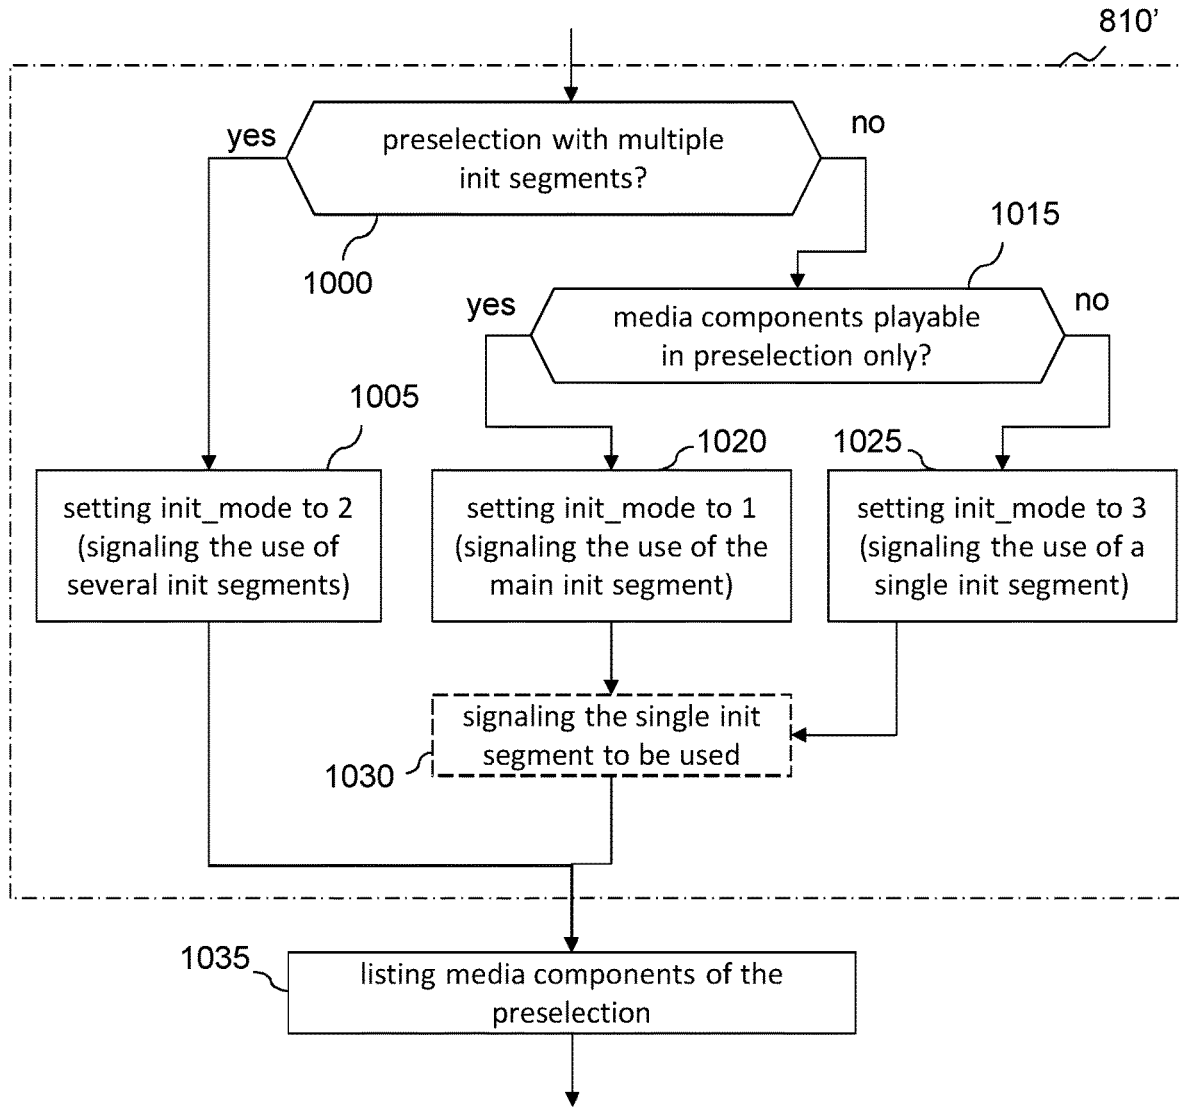 810’
preselection with multiple
init segments?
yes
no
1000
1015
media components playable
in preselection only?
yes
no
1005
1020
1025
setting init_mode to 2
(signaling the use of
several init segments)
setting init_mode to 1
(signaling the use of the
main init segment)
setting init_mode to 3
(signaling the use of a
single init segment)
signaling the single init
segment to be used
1030
1035
listing media components of the
preselection